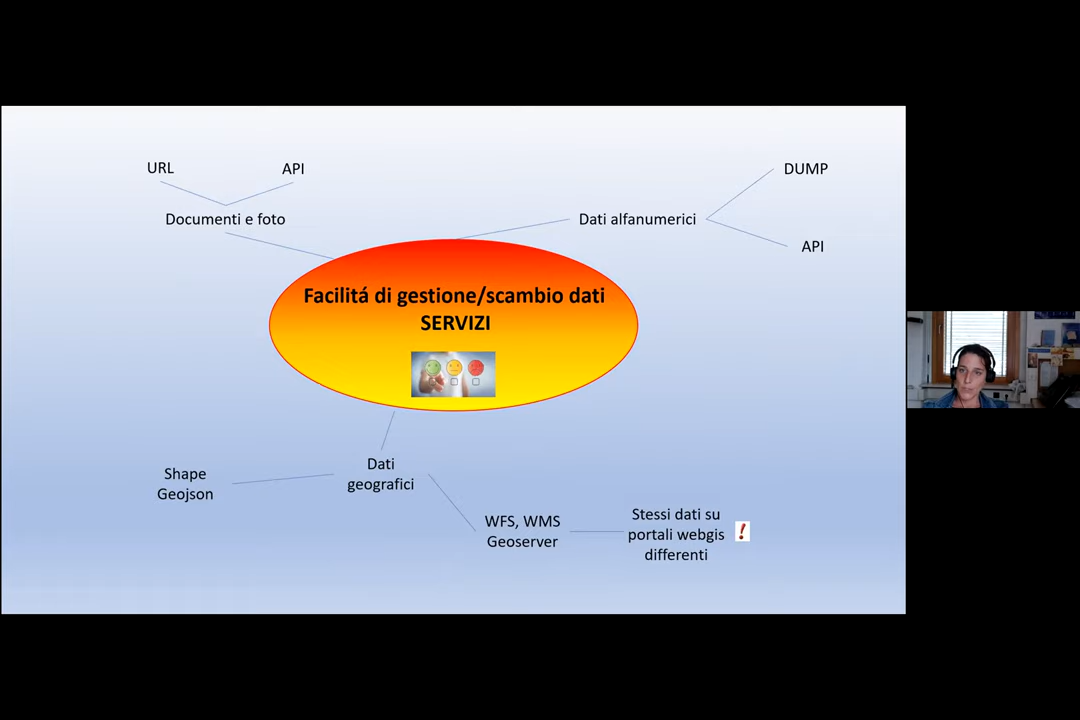 URL
API
Documenti e foto
Dati alfanumerici
DUMP
API
Facilitá di gestione/scambio dati
SERVIZI
Dati
geografici
Shape
Geojson
WFS, WMS
Geoserver
Stessi dati su
portali webgis
differenti
!